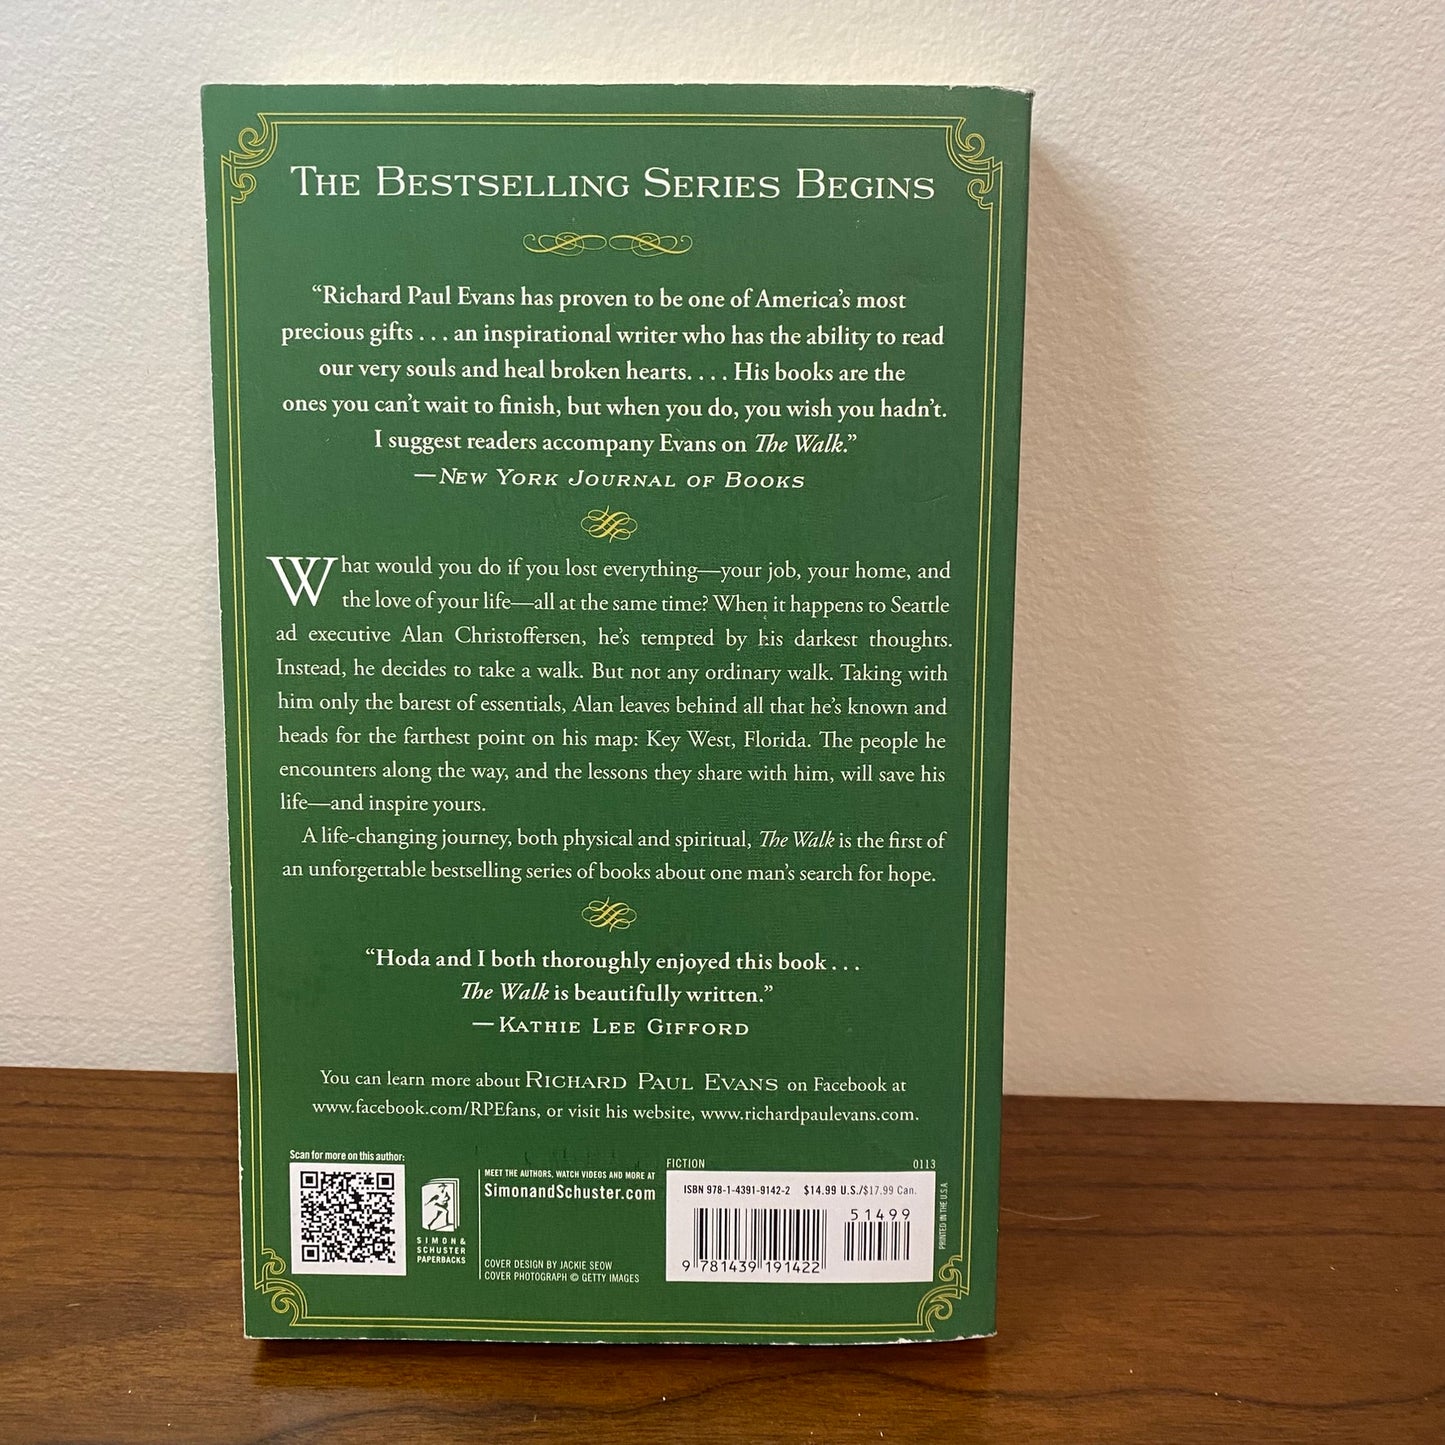 The Bestselling Series Begins
“Richard Paul Evans has proven to be one of America’s most
precious gifts . . . an inspirational writer who has the ability to read
our very souls and heal broken hearts. . . . His books are the
ones you can’t wait to finish, but when you do, you wish you hadn’t.
I suggest readers accompany Evans on The Walk.”
—New York Journal of Books
What would you do if you lost everything—your job, your home, and
the love of your life—all at the same time? When it happens to Seattle
ad executive Alan Christoffersen, he’s tempted by his darkest thoughts.
Instead, he decides to take a walk. But not any ordinary walk. Taking with
him only the barest of essentials, Alan leaves behind all that he’s known and
heads for the farthest point on his map: Key West, Florida. The people he
encounters along the way, and the lessons they share with him, will save his
life—and inspire yours.
A life-changing journey, both physical and spiritual, The Walk is the first of
an unforgettable bestselling series of books about one man’s search for hope.
“Hoda and I both thoroughly enjoyed this book . . .
The Walk is beautifully written.”
—Kathie Lee Gifford
You can learn more about Richard Paul Evans on Facebook at
www.facebook.com/RPEfans, or visit his website, www.richardpaulevans.com.
Scan for more on this author:
SIMON &
SCHUSTER
PAPERBACKS
MEET THE AUTHORS, WATCH VIDEOS AND MORE AT
SimonandSchuster.com
COVER DESIGN BY JACKIE SEOW
COVER PHOTOGRAPH © GETTY IMAGES
FICTION 0113
ISBN 978-1-4391-9142-2 $14.99 U.S./$17.99 Can.
51499
9 781439 191422
PRINTED IN THE U.S.A.